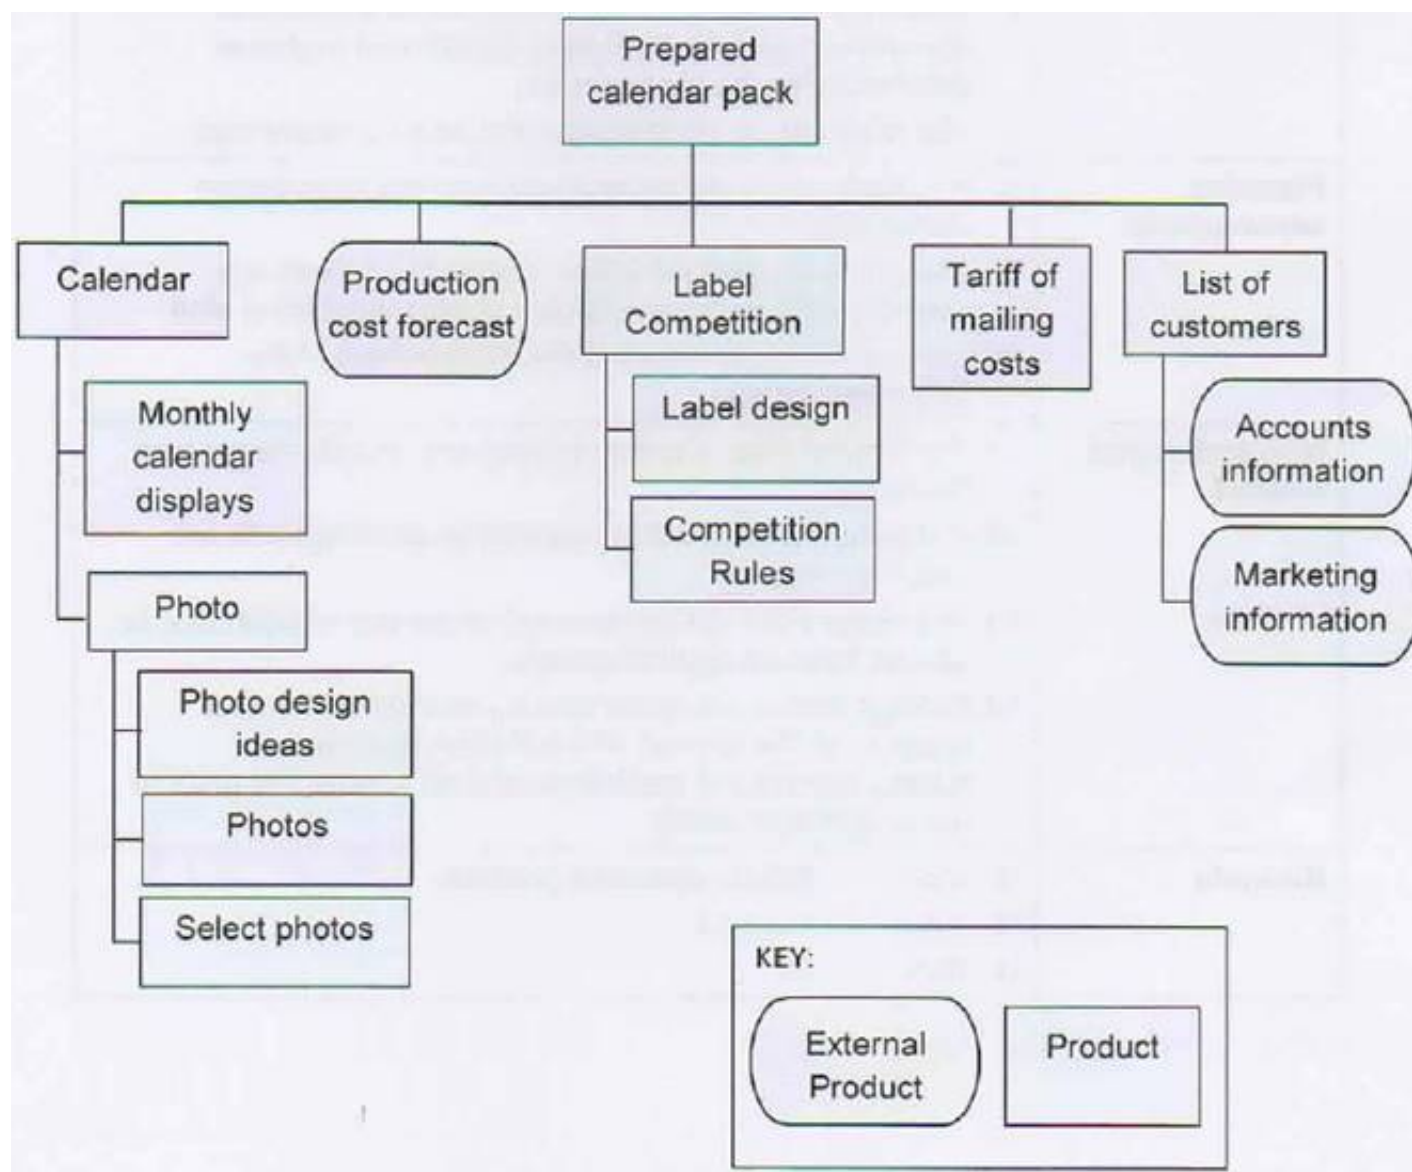 Prepared
calendar pack
Calendar
Production
cost forecast
Label
Competition
Tariff of
mailing
costs
List of
customers
Monthly
calendar
displays
Photo
Photo design
ideas
Photos
Select photos
Label design
Competition
Rules
Accounts
information
Marketing
information
KEY:
External
Product
Product